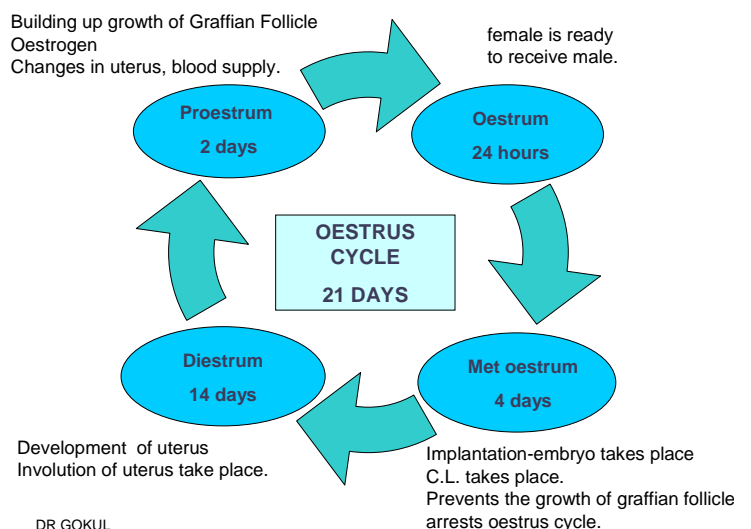 Building up growth of Graffian Follicle
Oestrogen
Changes in uterus, blood supply.
female is ready
to receive male.
Proestrum
2 days
Oestrum
24 hours
OESTRUS
CYCLE
21 DAYS
Diestrum
14 days
Met oestrum
4 days
Development of uterus
Involution of uterus take place.
Implantation-embryo takes place
C.L. takes place.
Prevents the growth of graffian follicle
arrests oestrus cycle.
DR GOKUL